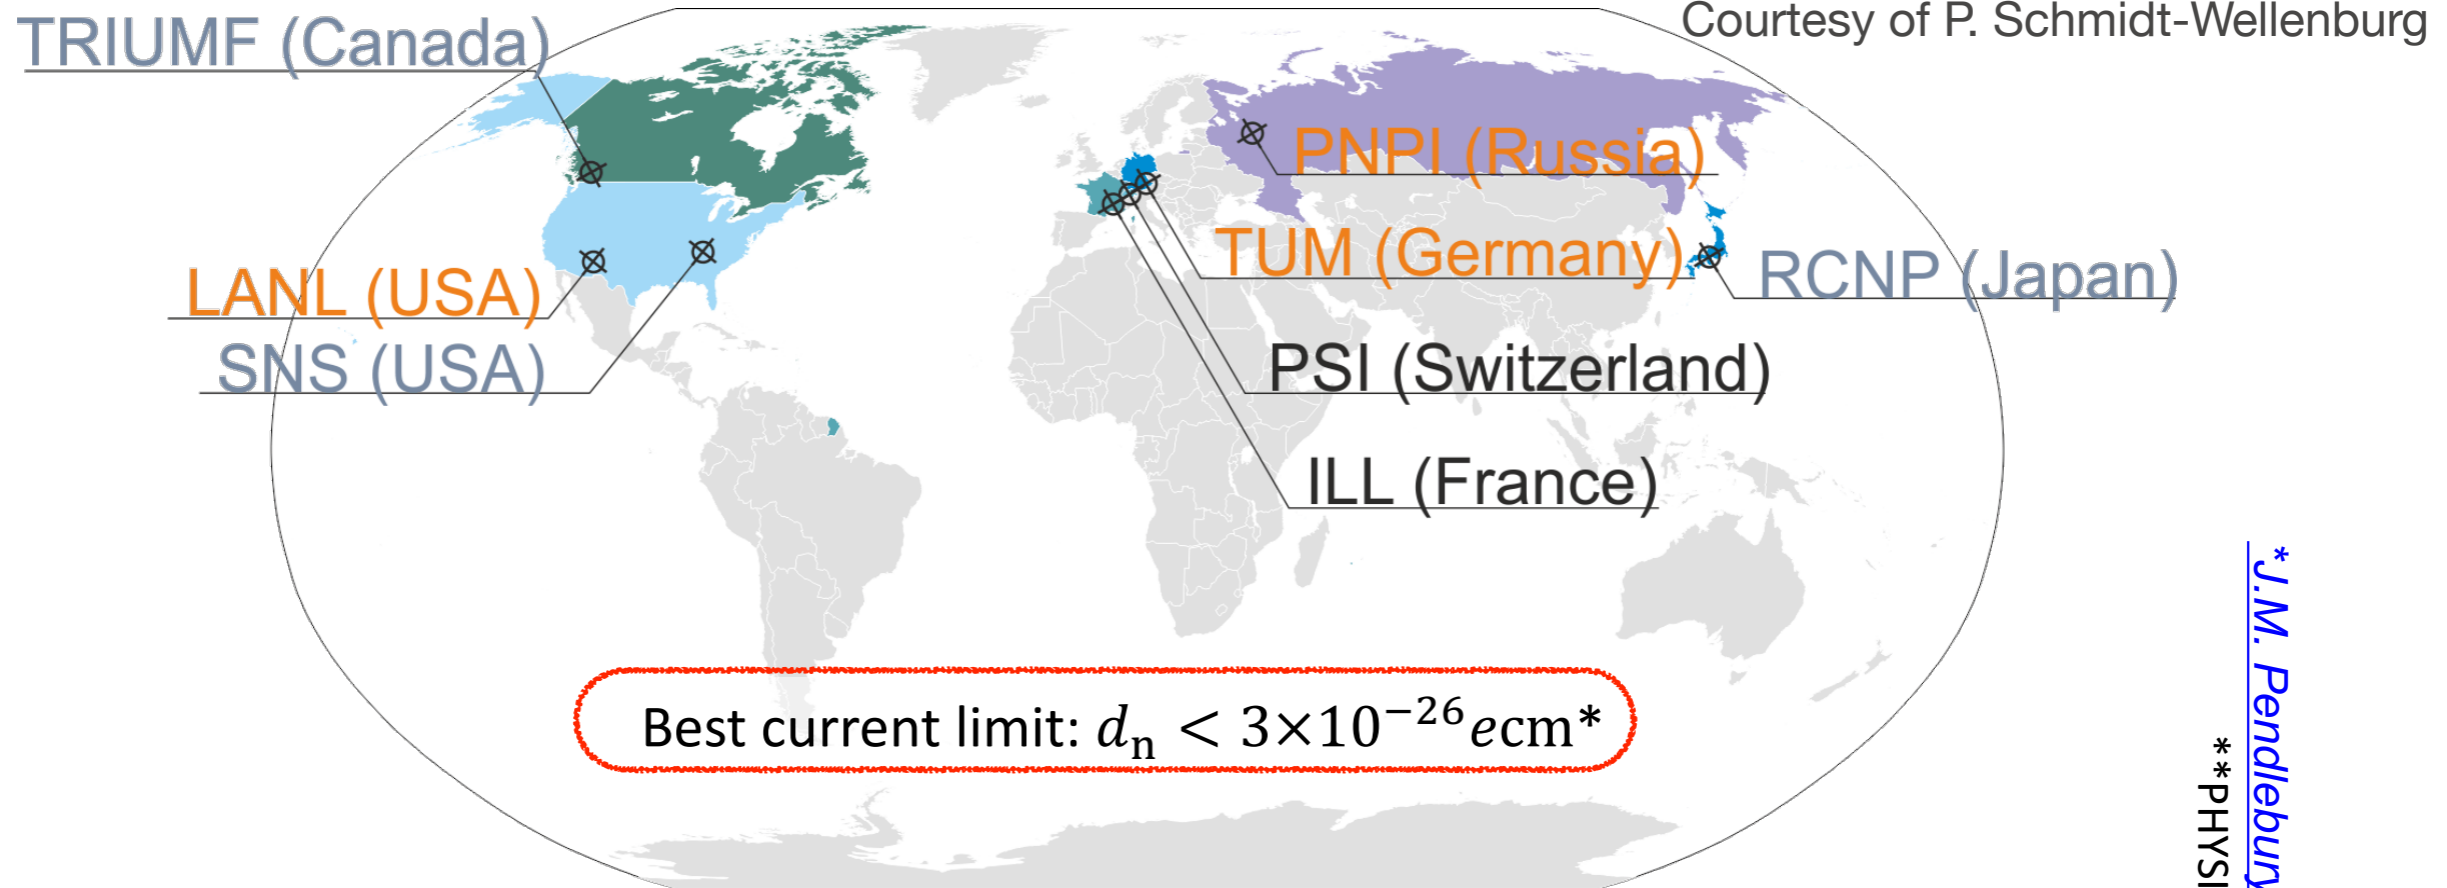 Courtesy of P. Schmidt-Wellenburg
TRIUMF (Canada)
PNPI (Russia)
TUM (Germany)
RCNP (Japan)
LANL (USA)
SNS (USA)
PSI (Switzerland)
ILL (France)
Best current limit: dₙ < 3×10⁻²⁶ecm*
*J.M. Pendlebury
**PHYSI